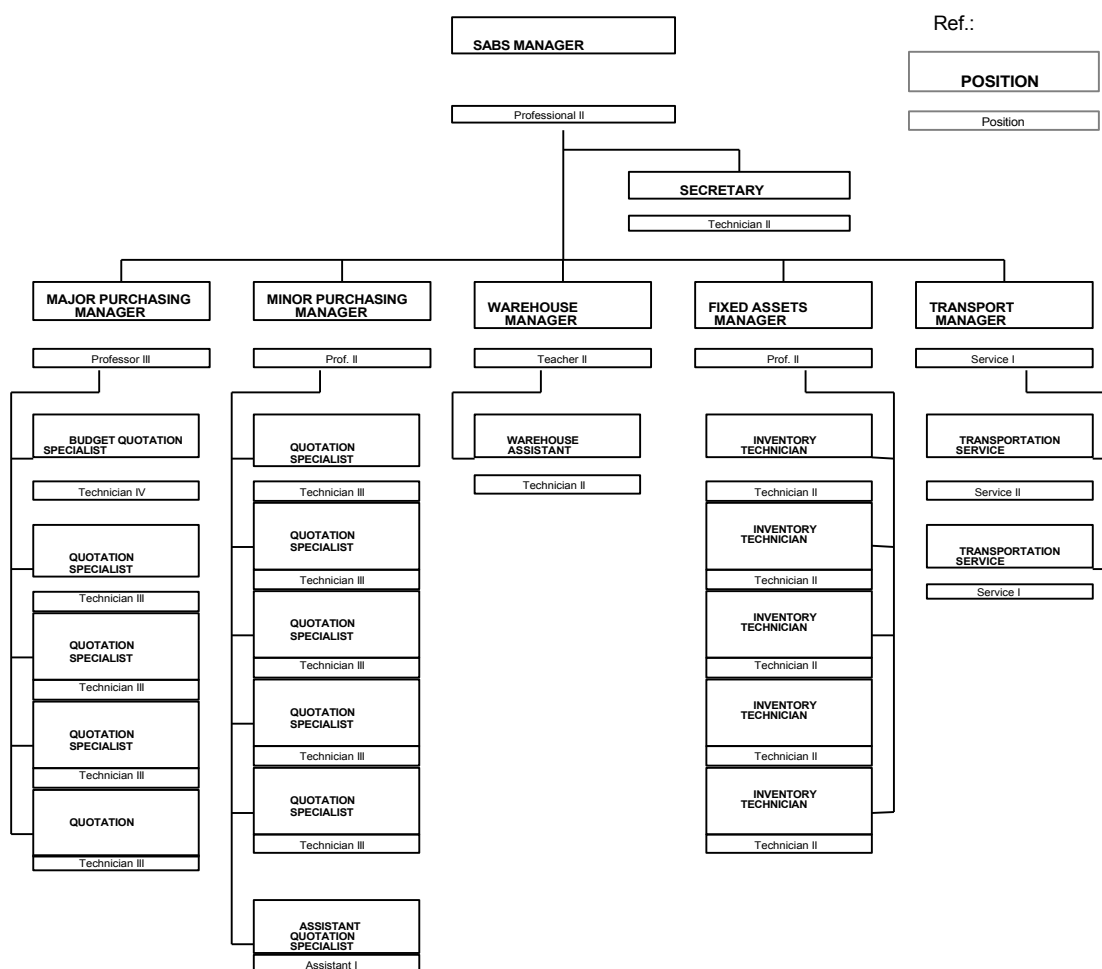 Ref.:
SABS MANAGER
POSITION
Professional II
Position
SECRETARY
Technician II
MAJOR PURCHASING
MANAGER
Professor III
MINOR PURCHASING
MANAGER
Prof. II
WAREHOUSE
MANAGER
Teacher II
FIXED ASSETS
MANAGER
Prof. II
TRANSPORT
MANAGER
Service I
BUDGET QUOTATION
SPECIALIST
Technician IV
QUOTATION
SPECIALIST
Technician III
QUOTATION
SPECIALIST
Technician III
QUOTATION
SPECIALIST
Technician III
QUOTATION
Technician III
QUOTATION
SPECIALIST
Technician III
QUOTATION
SPECIALIST
Technician III
QUOTATION
SPECIALIST
Technician III
QUOTATION
SPECIALIST
Technician III
QUOTATION
SPECIALIST
Technician III
ASSISTANT
QUOTATION
SPECIALIST
Assistant I
WAREHOUSE
ASSISTANT
Technician II
INVENTORY
TECHNICIAN
Technician II
INVENTORY
TECHNICIAN
Technician II
INVENTORY
TECHNICIAN
Technician II
INVENTORY
TECHNICIAN
Technician II
INVENTORY
TECHNICIAN
Technician II
TRANSPORTATION
SERVICE
Service II
TRANSPORTATION
SERVICE
Service I